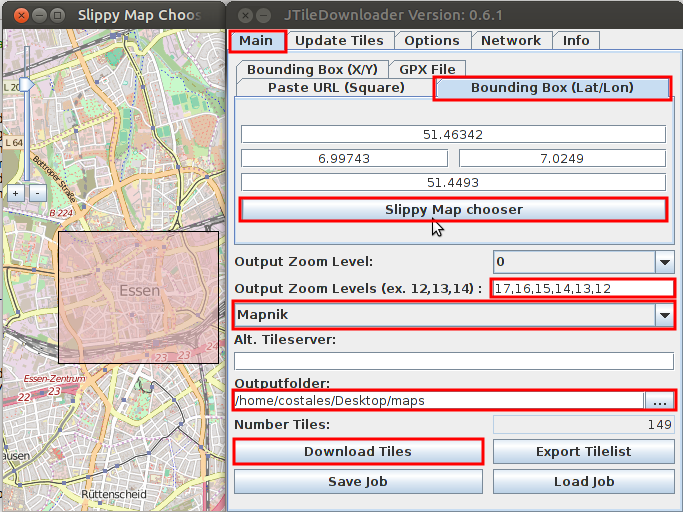 Slippy Map Choos
L 20
L 64
Bottroper Straße
+ -
B 224
Essen
23
23
24
Essen-Zentrum
23
ausen
Rüttenscheid
JTileDownloader Version: 0.6.1
Main Update Tiles Options Network Info
Bounding Box (X/Y) GPX File
Paste URL (Square) Bounding Box (Lat/Lon)
51.46342
6.99743 7.0249
51.4493
Slippy Map chooser
Output Zoom Level: 0
Output Zoom Levels (ex. 12,13,14) : 17,16,15,14,13,12
Mapnik
Alt. Tileserver:
Outputfolder:
/home/costales/Desktop/maps ...
Number Tiles: 149
Download Tiles Export Tilelist
Save Job Load Job